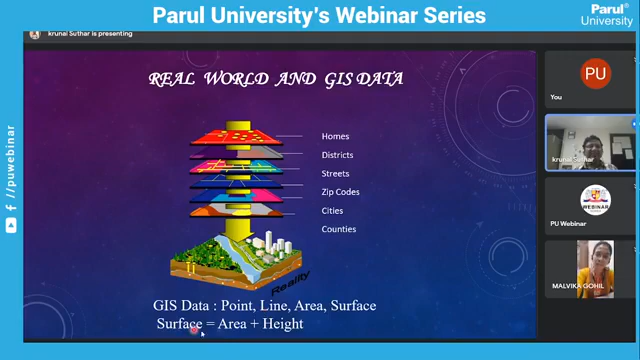 Parul University's Webinar Series
Parul®
University
krunal Suthar is presenting
REAL WORLD AND GIS DATA
Homes
Districts
Streets
Zip Codes
Cities
Counties
Reality
GIS Data : Point, Line, Area, Surface
Surface = Area + Height
PU
You
krunal Suthar
WEBINAR
PU Webinar
MALVIKA GOHIL
//puwebinar